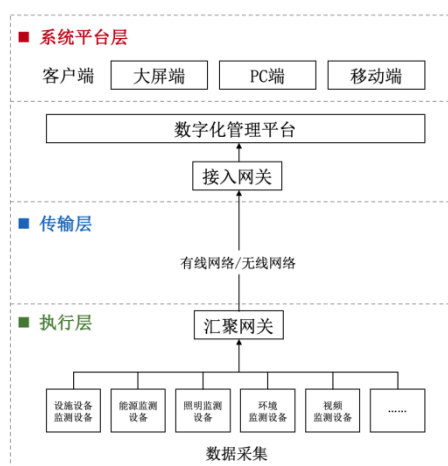 系统平台层
客户端
大屏端
PC端
移动端
数字化管理平台
接入网关
传输层
有线网络/无线网络
执行层
汇聚网关
设施设备
监测设备
能源监测
设备
照明监测
设备
环境
监测设备
视频
监测设备
......
数据采集